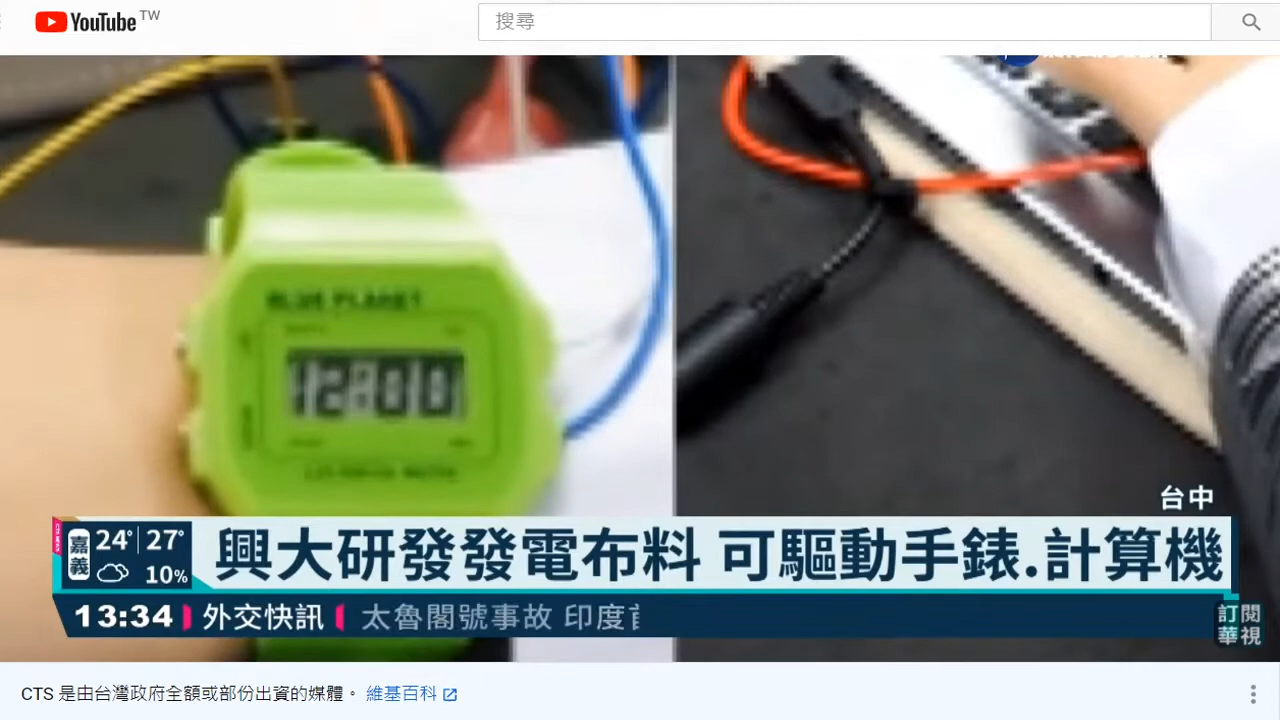 YouTube TW
搜尋
BLUE PLANET
12:00
台中
嘉義
24° 27°
10%
興大研發發電布料 可驅動手錶.計算機
13:34 外交快訊 太魯閣號事故 印度
訂閱
華視
CTS 是由台灣政府全額或部份出資的媒體。 維基百科